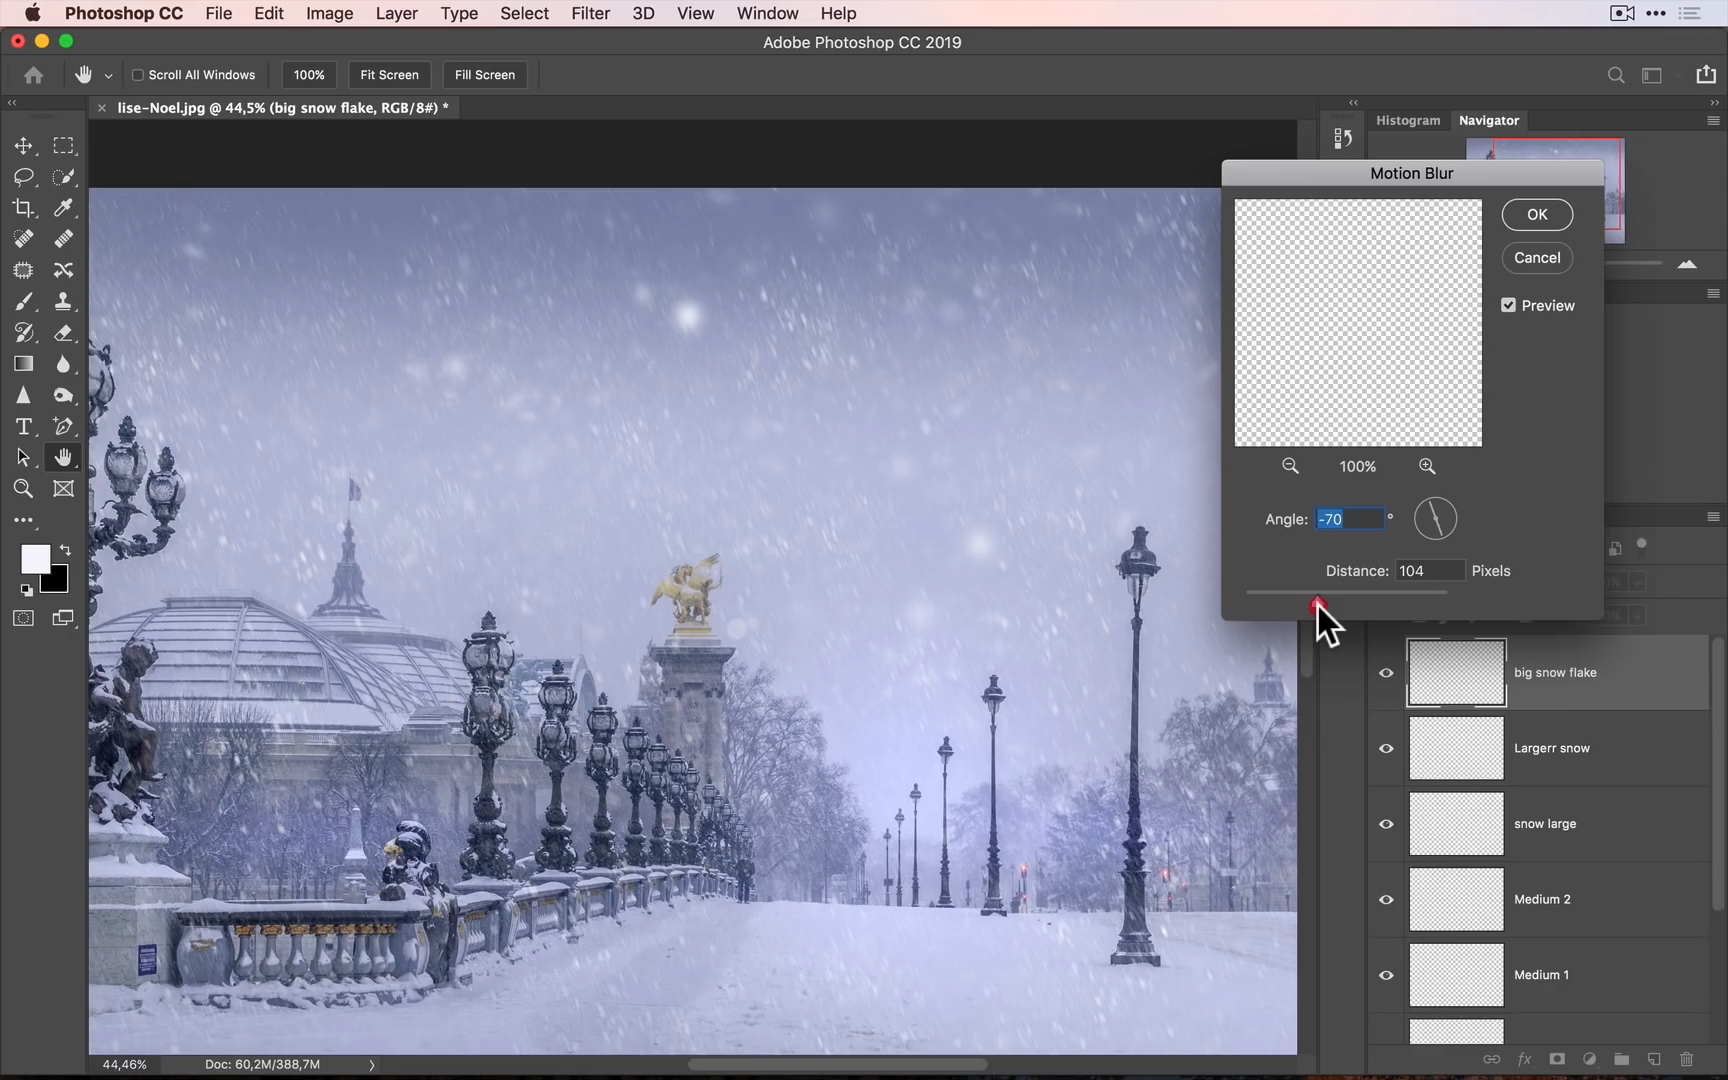 Photoshop CC File Edit Image Layer Type Select Filter 3D View Window Help
Adobe Photoshop CC 2019
Scroll All Windows 100% Fit Screen Fill Screen
lise-Noel.jpg @ 44,5% (big snow flake, RGB/8#) *
Histogram Navigator
Motion Blur
OK
Cancel
Preview
100%
Angle: -70 °
Distance: 104 Pixels
big snow flake
Largerr snow
snow large
Medium 2
Medium 1
44,46% Doc: 60,2M/388,7M